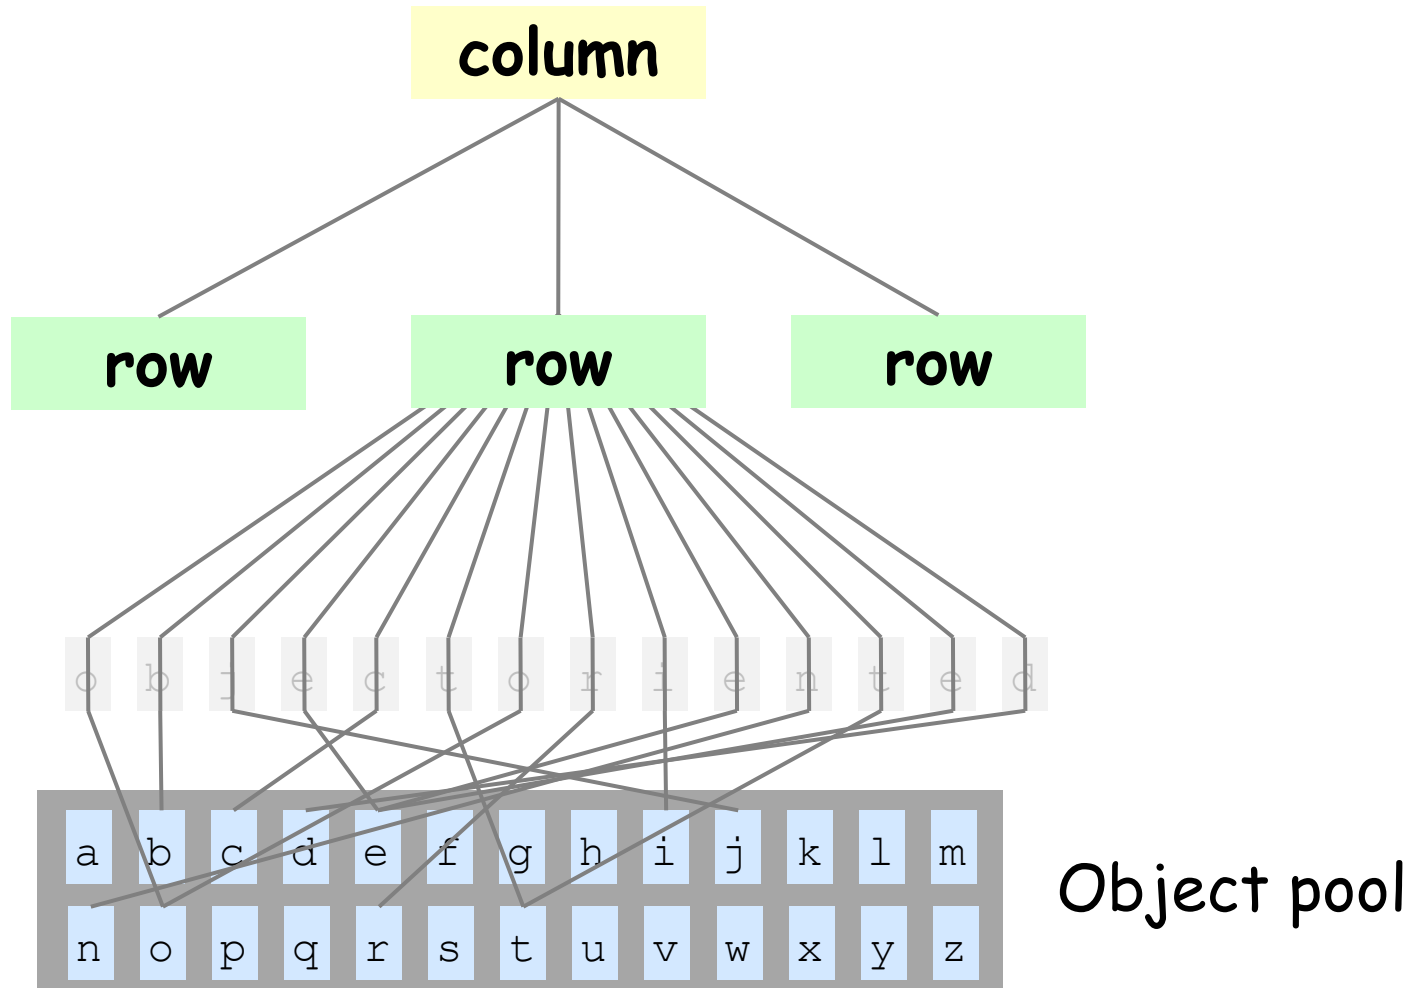 column
row row row
o b j e c t o r i e n t e d
a b c d e f g h i j k l m
Object pool
n o p q r s t u v w x y z